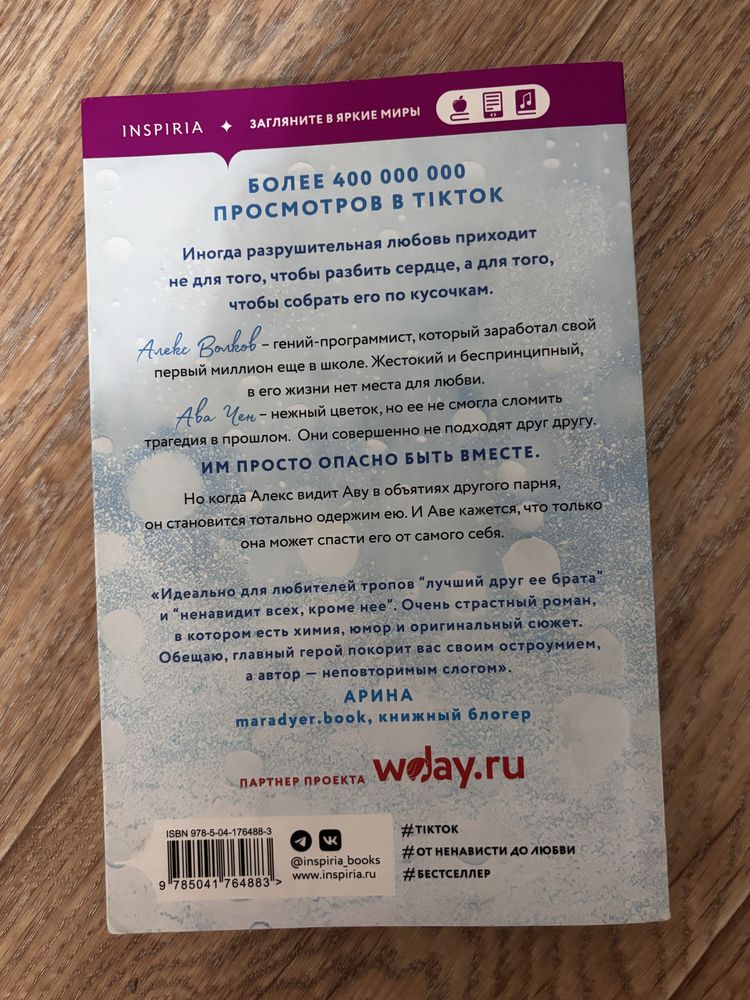 INSPIRIA ✦ ЗАГЛЯНИТЕ В ЯРКИЕ МИРЫ
БОЛЕЕ 400 000 000
ПРОСМОТРОВ В TIKTOK
Иногда разрушительная любовь приходит
не для того, чтобы разбить сердце, а для того,
чтобы собрать его по кусочкам.
Алекс Волков – гений-программист, который заработал свой
первый миллион еще в школе. Жестокий и беспринципный,
в его жизни нет места для любви.
Ава Чен – нежный цветок, но ее не смогла сломить
трагедия в прошлом. Они совершенно не подходят друг другу.
ИМ ПРОСТО ОПАСНО БЫТЬ ВМЕСТЕ.
Но когда Алекс видит Аву в объятиях другого парня,
он становится тотально одержим ею. И Аве кажется, что только
она может спасти его от самого себя.
«Идеально для любителей тропов "лучший друг ее брата"
и "ненавидит всех, кроме нее". Очень страстный роман,
в котором есть химия, юмор и оригинальный сюжет.
Обещаю, главный герой покорит вас своим остроумием,
а автор — неповторимым слогом».
АРИНА
maradyer.book, книжный блогер
ПАРТНЕР ПРОЕКТА wday.ru
ISBN 978-5-04-176488-3
9 785041 764883 >
@inspiria_books
www.inspiria.ru
#TIKTOK
#ОТ НЕНАВИСТИ ДО ЛЮБВИ
#БЕСТСЕЛЛЕР